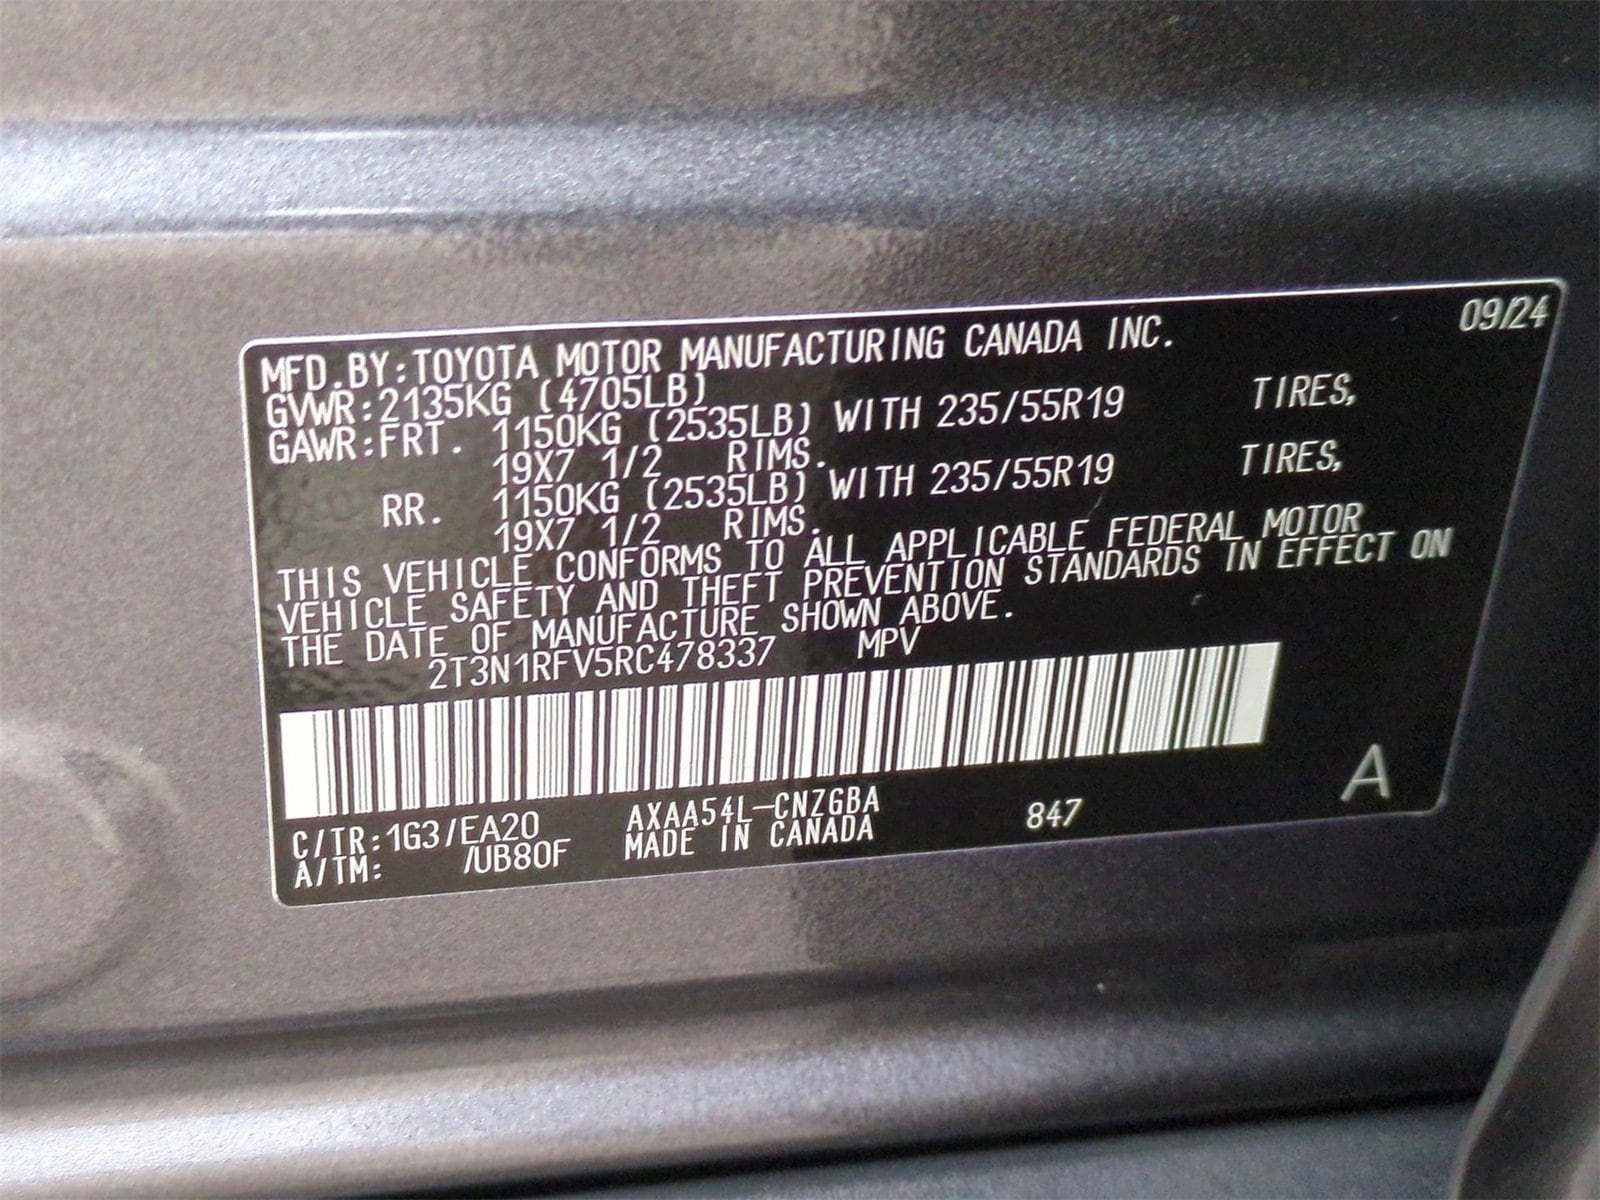 09/24
MFD.BY:TOYOTA MOTOR MANUFACTURING CANADA INC.
GVWR:2135KG (4705LB)
GAWR:FRT. 1150KG (2535LB) WITH 235/55R19 TIRES,
19X7 1/2 RIMS.
RR. 1150KG (2535LB) WITH 235/55R19 TIRES,
19X7 1/2 RIMS.
THIS VEHICLE CONFORMS TO ALL APPLICABLE FEDERAL MOTOR
VEHICLE SAFETY AND THEFT PREVENTION STANDARDS IN EFFECT ON
THE DATE OF MANUFACTURE SHOWN ABOVE.
2T3N1RFV5RC478337 MPV
C/TR:1G3/EA20 AXAA54L-CNZGBA 847 A
A/TM: /UB80F MADE IN CANADA